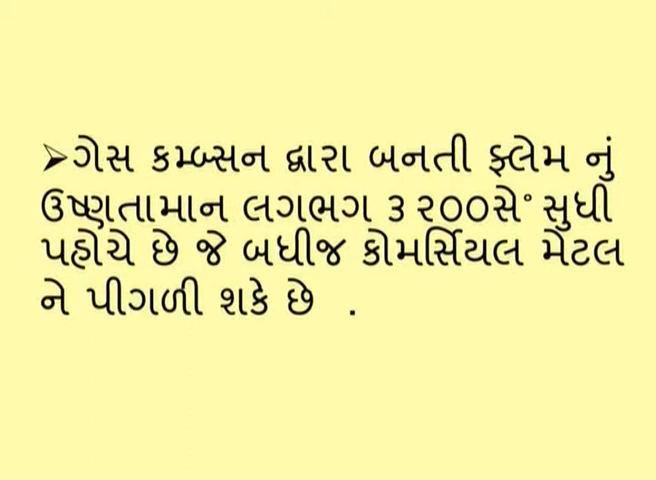 ➢ગેસ કમ્બ્સન દ્વારા બનતી ફ્લેમ નું
ઉષ્ણતામાન લગભગ ૩૨૦૦સે° સુધી
પહોચે છે જે બધીજ કોમર્સિયલ મેટલ
ને પીગળી શકે છે .